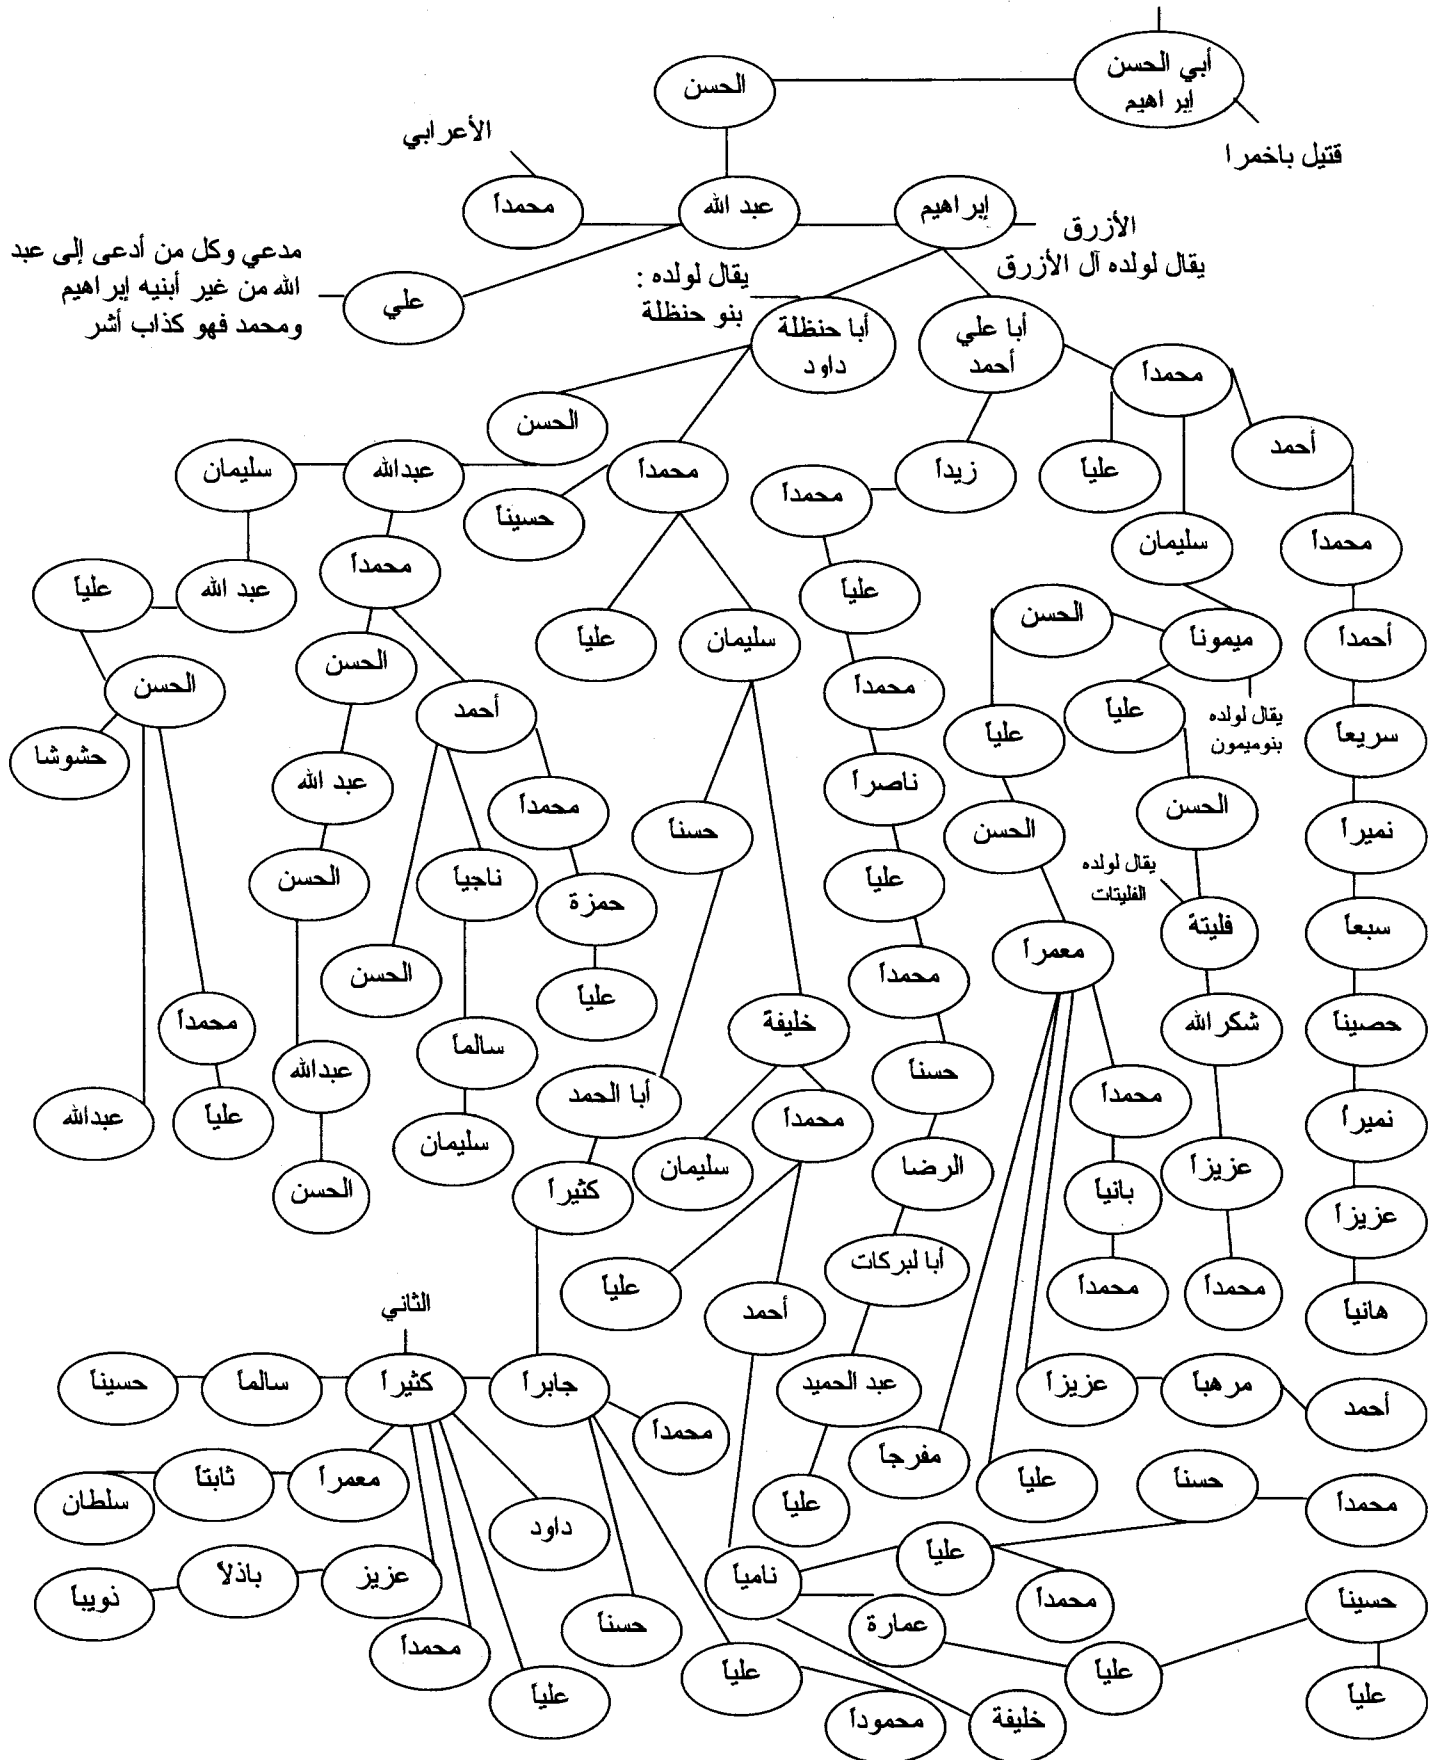 أبي الحسن
إبراهيم
الحسن
قتيل باخمرا
الأعرابي
إبراهيم
عبد الله
محمداً
الأزرق
يقال لولده آل الأزرق
مدعي وكل من أدعى إلى عبد
الله من غير أبنيه إبراهيم
ومحمد فهو كذاب أشر
علي
يقال لولده :
بنو حنظلة
أبا علي
أحمد
أبا حنظلة
داود
محمداً
الحسن
أحمد
علياً
زيداً
محمداً
محمداً
حسيناً
عبدالله
سليمان
محمداً
سليمان
علياً
محمداً
عبد الله
علياً
أحمداً
ميموناً
الحسن
سليمان
علياً
الحسن
محمداً
الحسن
يقال لولده
بنوميمون
علياً
علياً
أحمد
سريعاً
حشوشا
ناصراً
عبد الله
محمداً
الحسن
نميراً
الحسن
حسناً
علياً
ناجياً
الحسن
يقال لولده
الفليتات
حمزة
سبعاً
فليتة
معمراً
محمداً
الحسن
علياً
حصيناً
شكر الله
خليفة
محمداً
سالماً
حسناً
عبدالله
محمداً
أبا الحمد
نميراً
محمداً
علياً
عبدالله
سليمان
عزيزاً
الرضا
سليمان
بانياً
كثيراً
الحسن
عزيزاً
أبا لبركات
محمداً
محمداً
علياً
هانياً
أحمد
الثاني
عبد الحميد
جابراً
كثيراً
سالماً
حسيناً
أحمد
مرهباً
عزيزاً
محمداً
مفرجاً
علياً
حسناً
محمداً
معمراً
ثابتاً
سلطان
علياً
داود
علياً
نامياً
عزيز
باذلاً
ذويباً
محمداً
حسيناً
عمارة
حسناً
محمداً
علياً
علياً
علياً
علياً
خليفة
محموداً